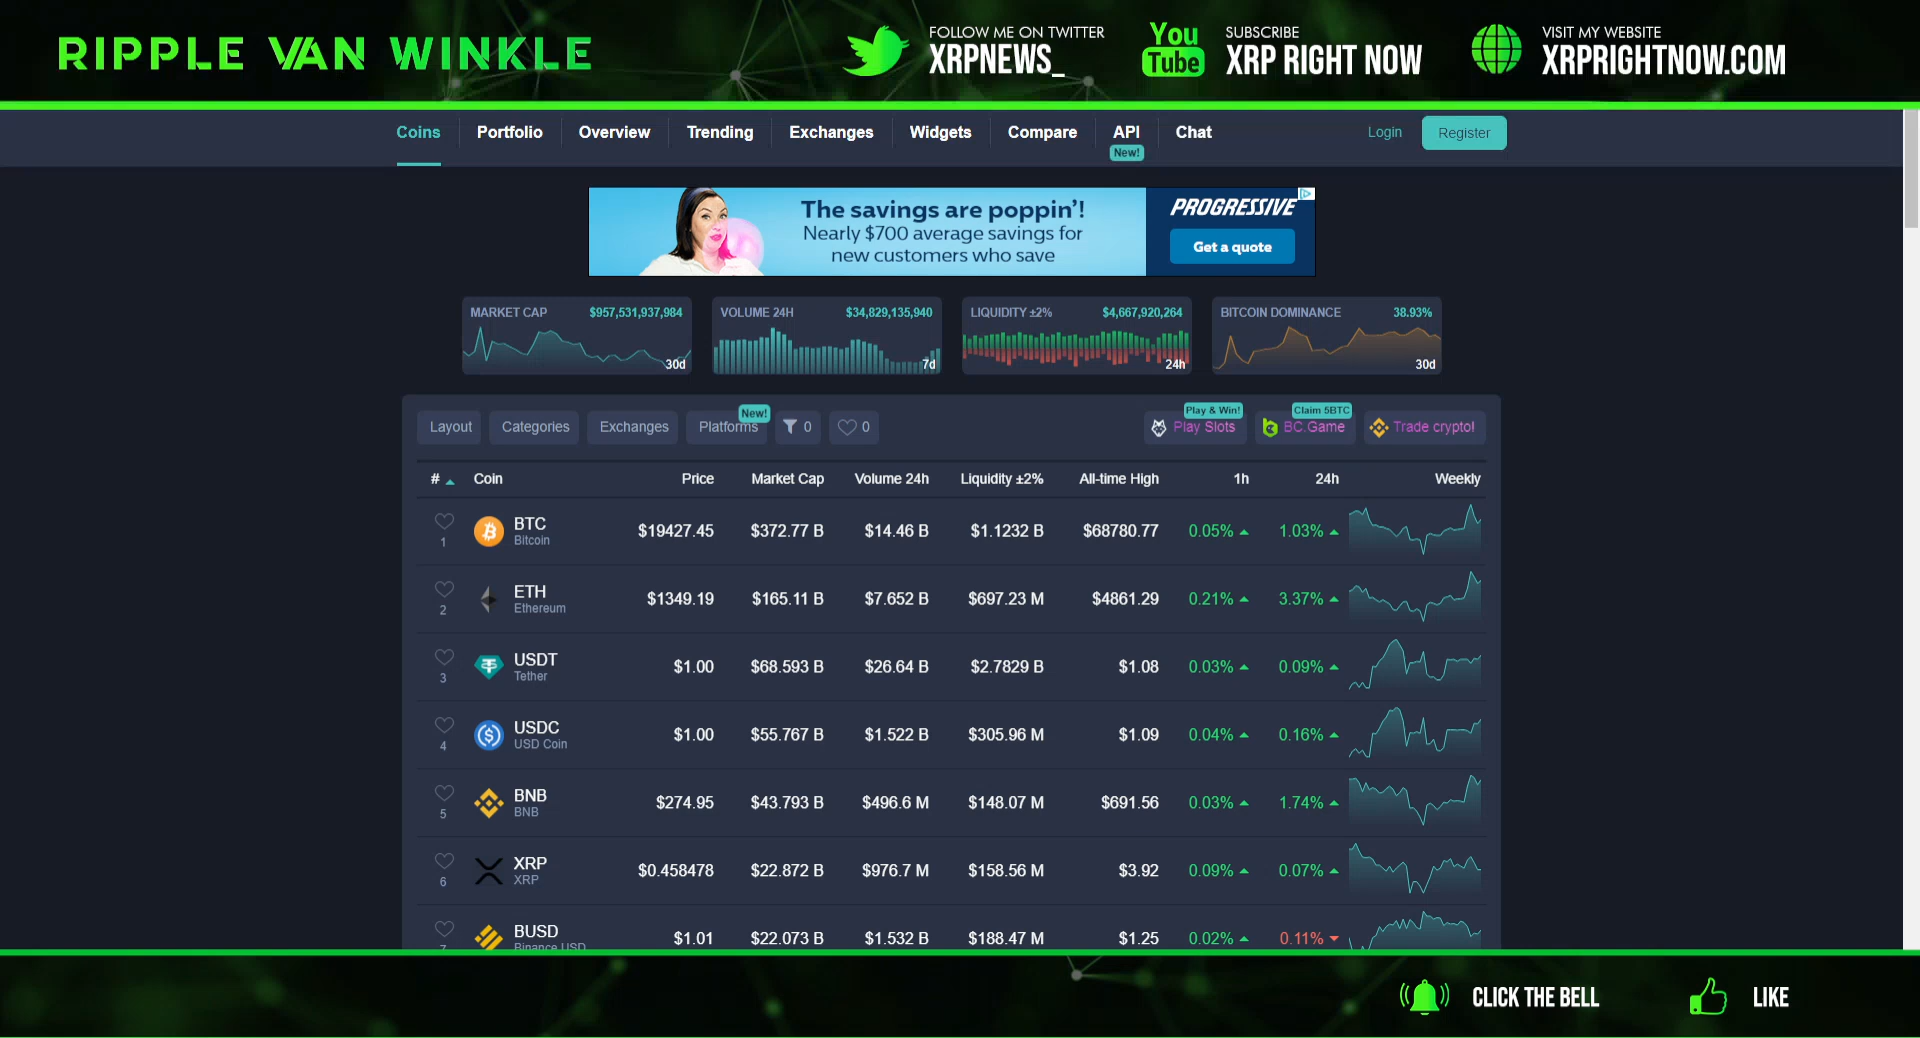 RIPPLE VAN WINKLE
FOLLOW ME ON TWITTER
XRPNEWS_
You
Tube
SUBSCRIBE
XRP RIGHT NOW
VISIT MY WEBSITE
XRPRIGHTNOW.COM
Coins Portfolio Overview Trending Exchanges Widgets Compare API Chat Login Register
New!
The savings are poppin'!
Nearly $700 average savings for
new customers who save
PROGRESSIVE
Get a quote
MARKET CAP $957,531,937,984
30d
VOLUME 24H $34,829,135,940
7d
LIQUIDITY ±2% $4,667,920,264
24h
BITCOIN DOMINANCE 38.93%
30d
Layout Categories Exchanges Platforms New! 0 0
Play & Win!
Play Slots
Claim 5BTC
BC.Game
Trade crypto!
# Coin Price Market Cap Volume 24h Liquidity ±2% All-time High 1h 24h Weekly
1 BTC Bitcoin $19427.45 $372.77 B $14.46 B $1.1232 B $68780.77 0.05% 1.03%
2 ETH Ethereum $1349.19 $165.11 B $7.652 B $697.23 M $4861.29 0.21% 3.37%
3 USDT Tether $1.00 $68.593 B $26.64 B $2.7829 B $1.08 0.03% 0.09%
4 USDC USD Coin $1.00 $55.767 B $1.522 B $305.96 M $1.09 0.04% 0.16%
5 BNB BNB $274.95 $43.793 B $496.6 M $148.07 M $691.56 0.03% 1.74%
6 XRP XRP $0.458478 $22.872 B $976.7 M $158.56 M $3.92 0.09% 0.07%
7 BUSD Binance USD $1.01 $22.073 B $1.532 B $188.47 M $1.25 0.02% 0.11%
CLICK THE BELL
LIKE